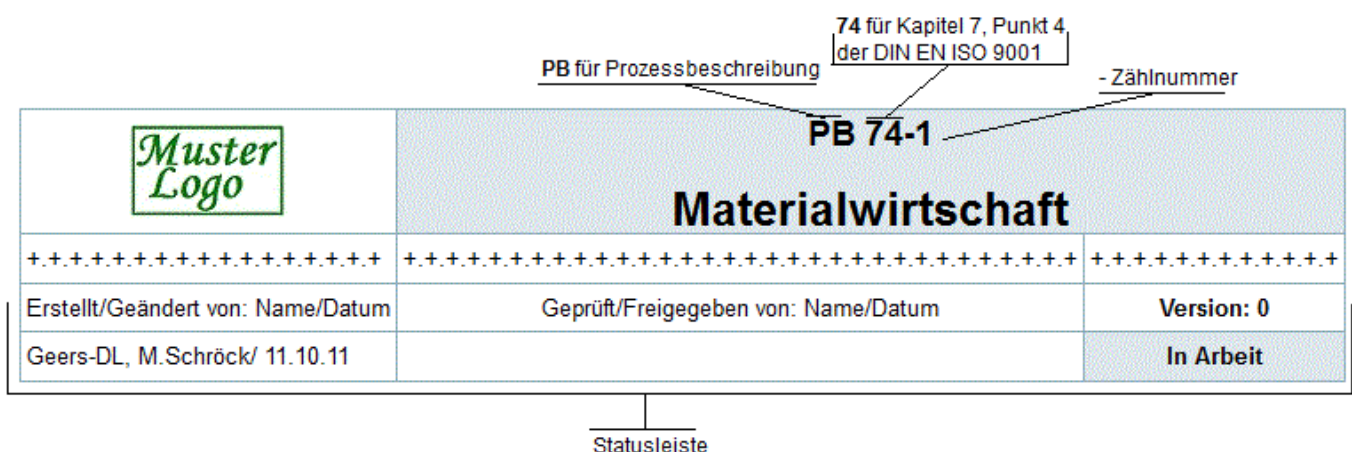 74 für Kapitel 7, Punkt 4
der DIN EN ISO 9001
PB für Prozessbeschreibung
- Zählnummer
Muster
Logo
PB 74-1
Materialwirtschaft
+.+.+.+.+.+.+.+.+.+.+.+.+.+.+.+.+ +.+.+.+.+.+.+.+.+.+.+.+.+.+.+.+.+.+.+.+.+.+.+.+.+.+.+.+.+.+.+.+ +.+.+.+.+.+.+.+.+.+.+.+
Erstellt/Geändert von: Name/Datum Geprüft/Freigegeben von: Name/Datum Version: 0
Geers-DL, M.Schröck/ 11.10.11 In Arbeit
Statusleiste